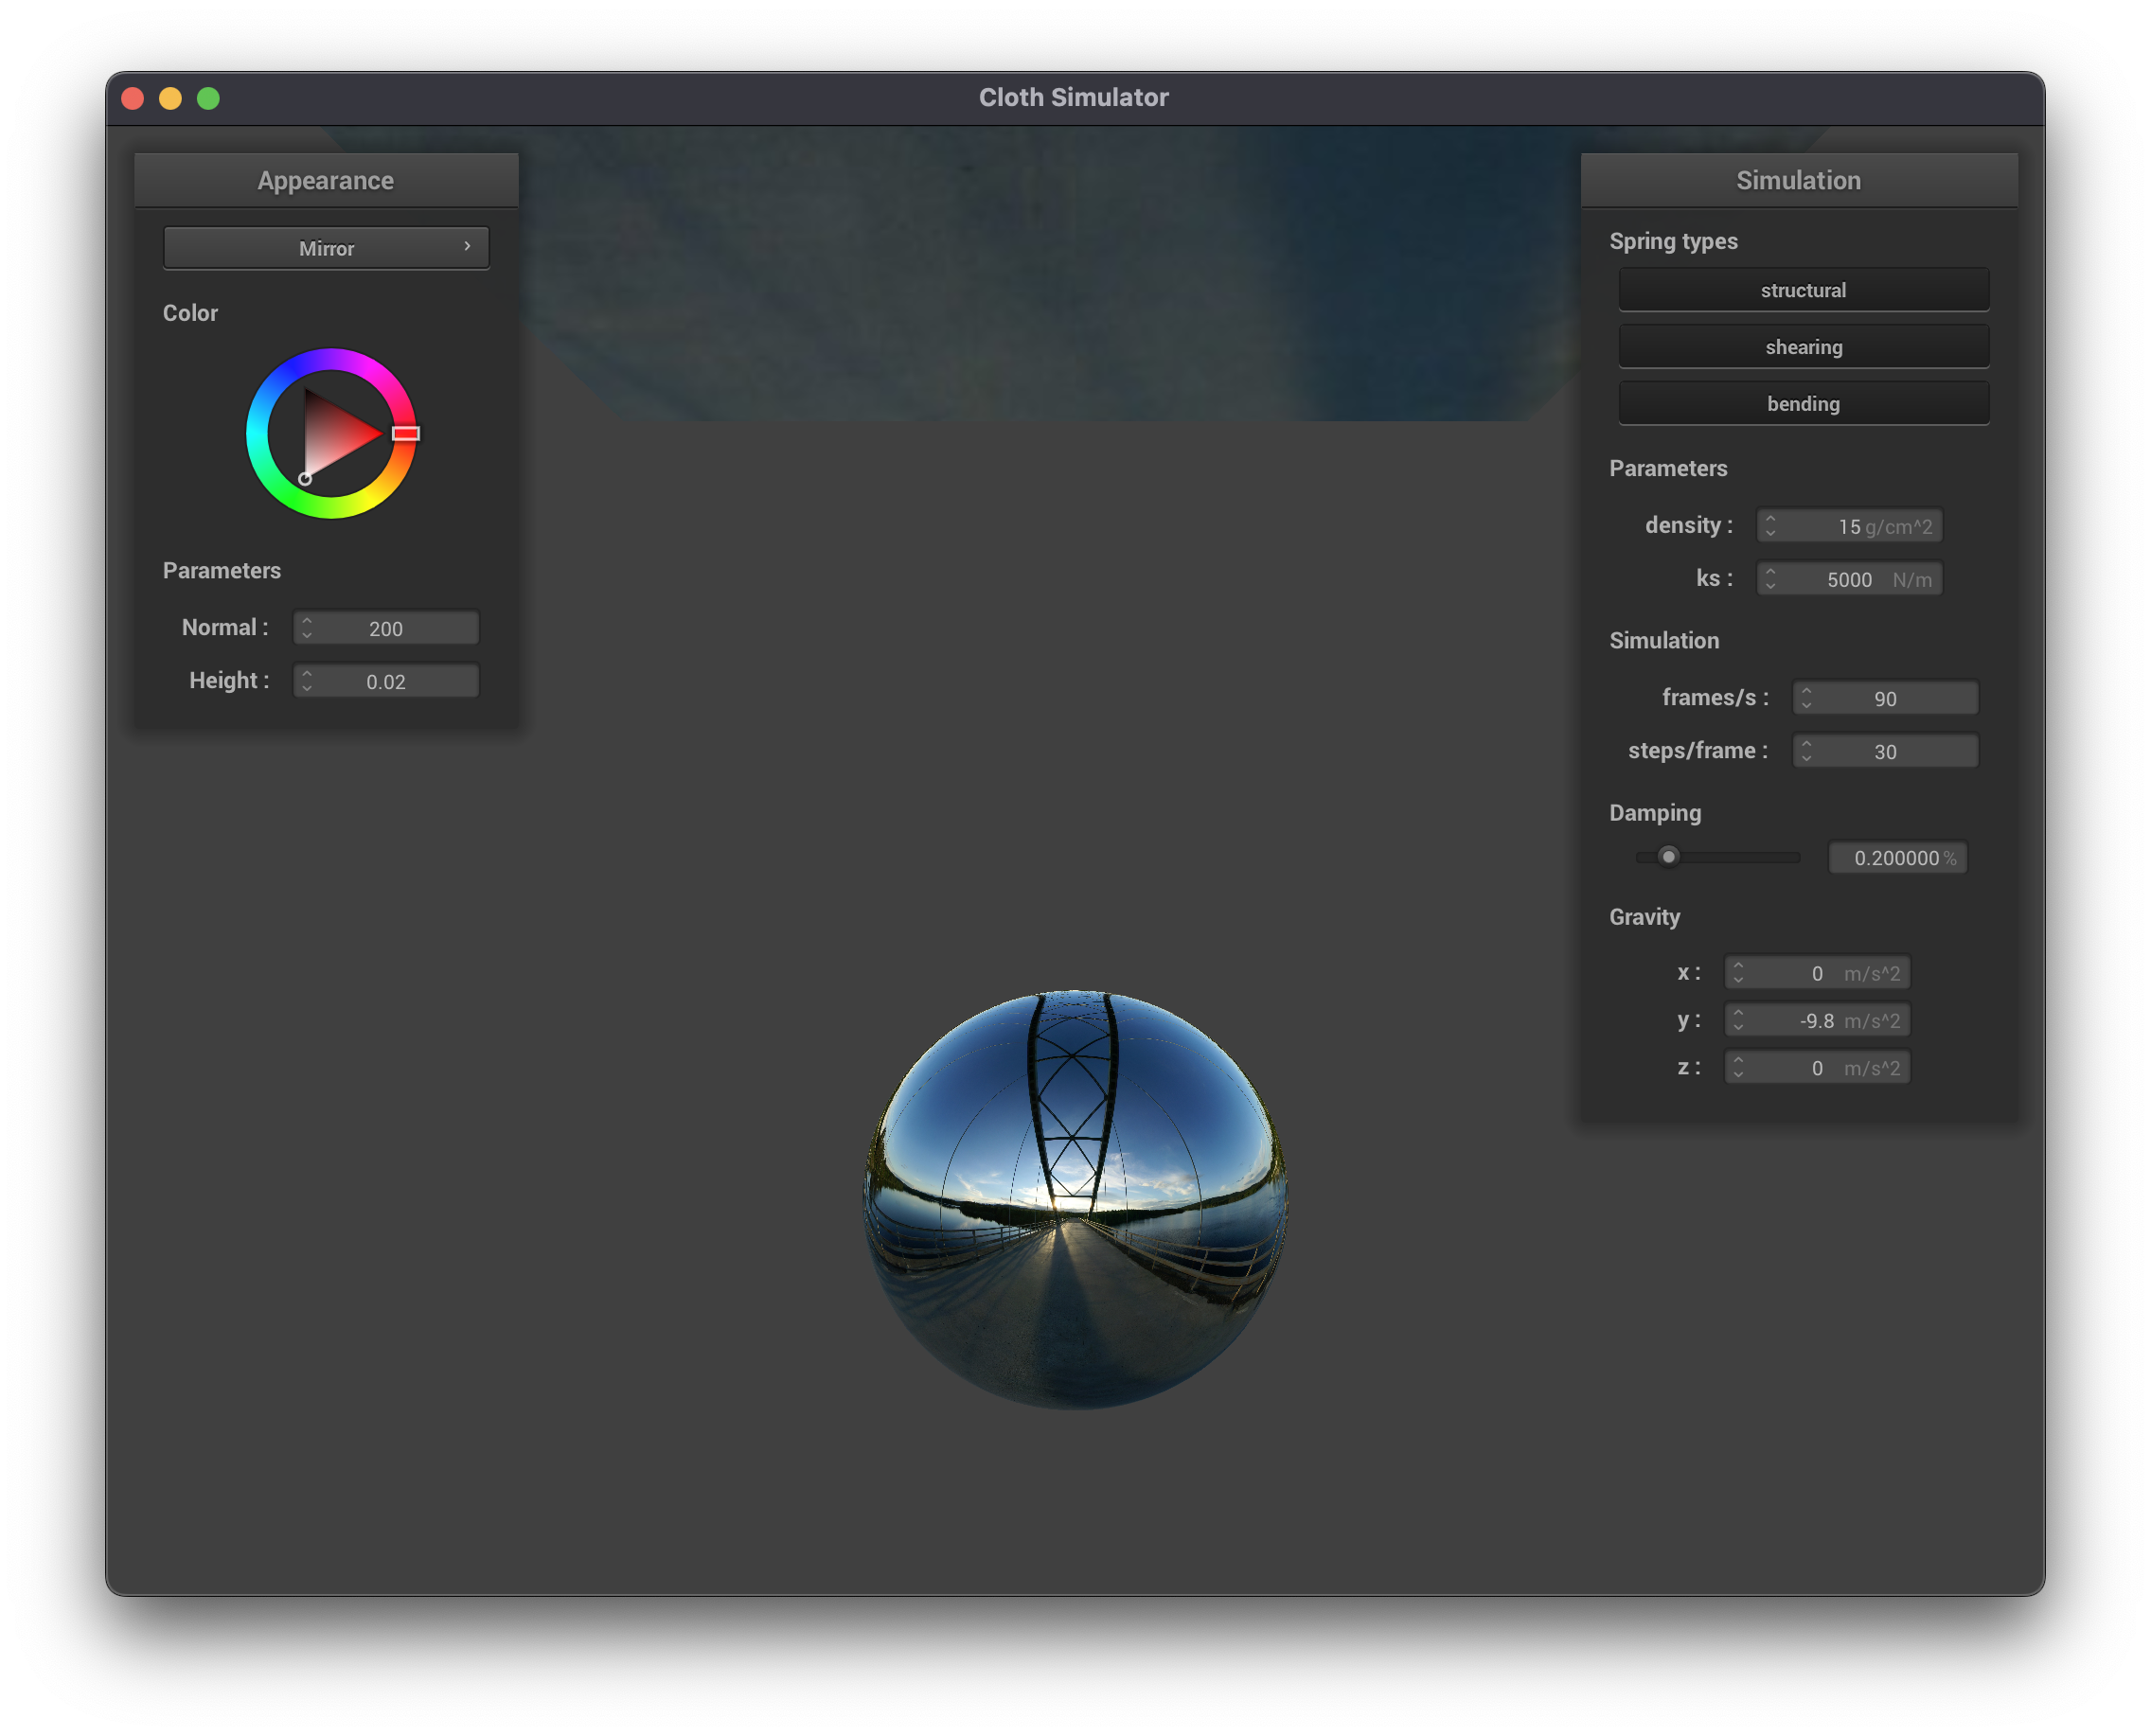 Cloth Simulator
Appearance
Mirror
Color
Parameters
Normal : 200
Height : 0.02
Simulation
Spring types
structural
shearing
bending
Parameters
density : 15 g/cm^2
ks : 5000 N/m
Simulation
frames/s : 90
steps/frame : 30
Damping
0.200000 %
Gravity
x : 0 m/s^2
y : -9.8 m/s^2
z : 0 m/s^2